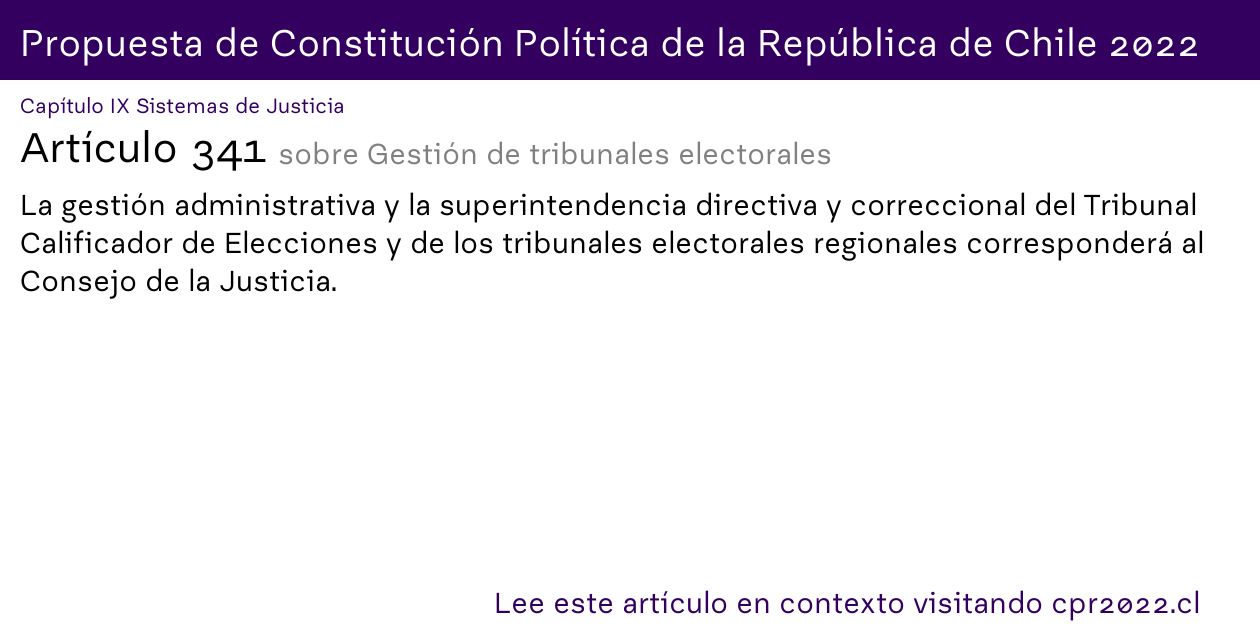 Propuesta de Constitución Política de la República de Chile 2022
Capítulo IX Sistemas de Justicia
Artículo 341 sobre Gestión de tribunales electorales
La gestión administrativa y la superintendencia directiva y correccional del Tribunal
Calificador de Elecciones y de los tribunales electorales regionales corresponderá al
Consejo de la Justicia.
Lee este artículo en contexto visitando cpr2022.cl